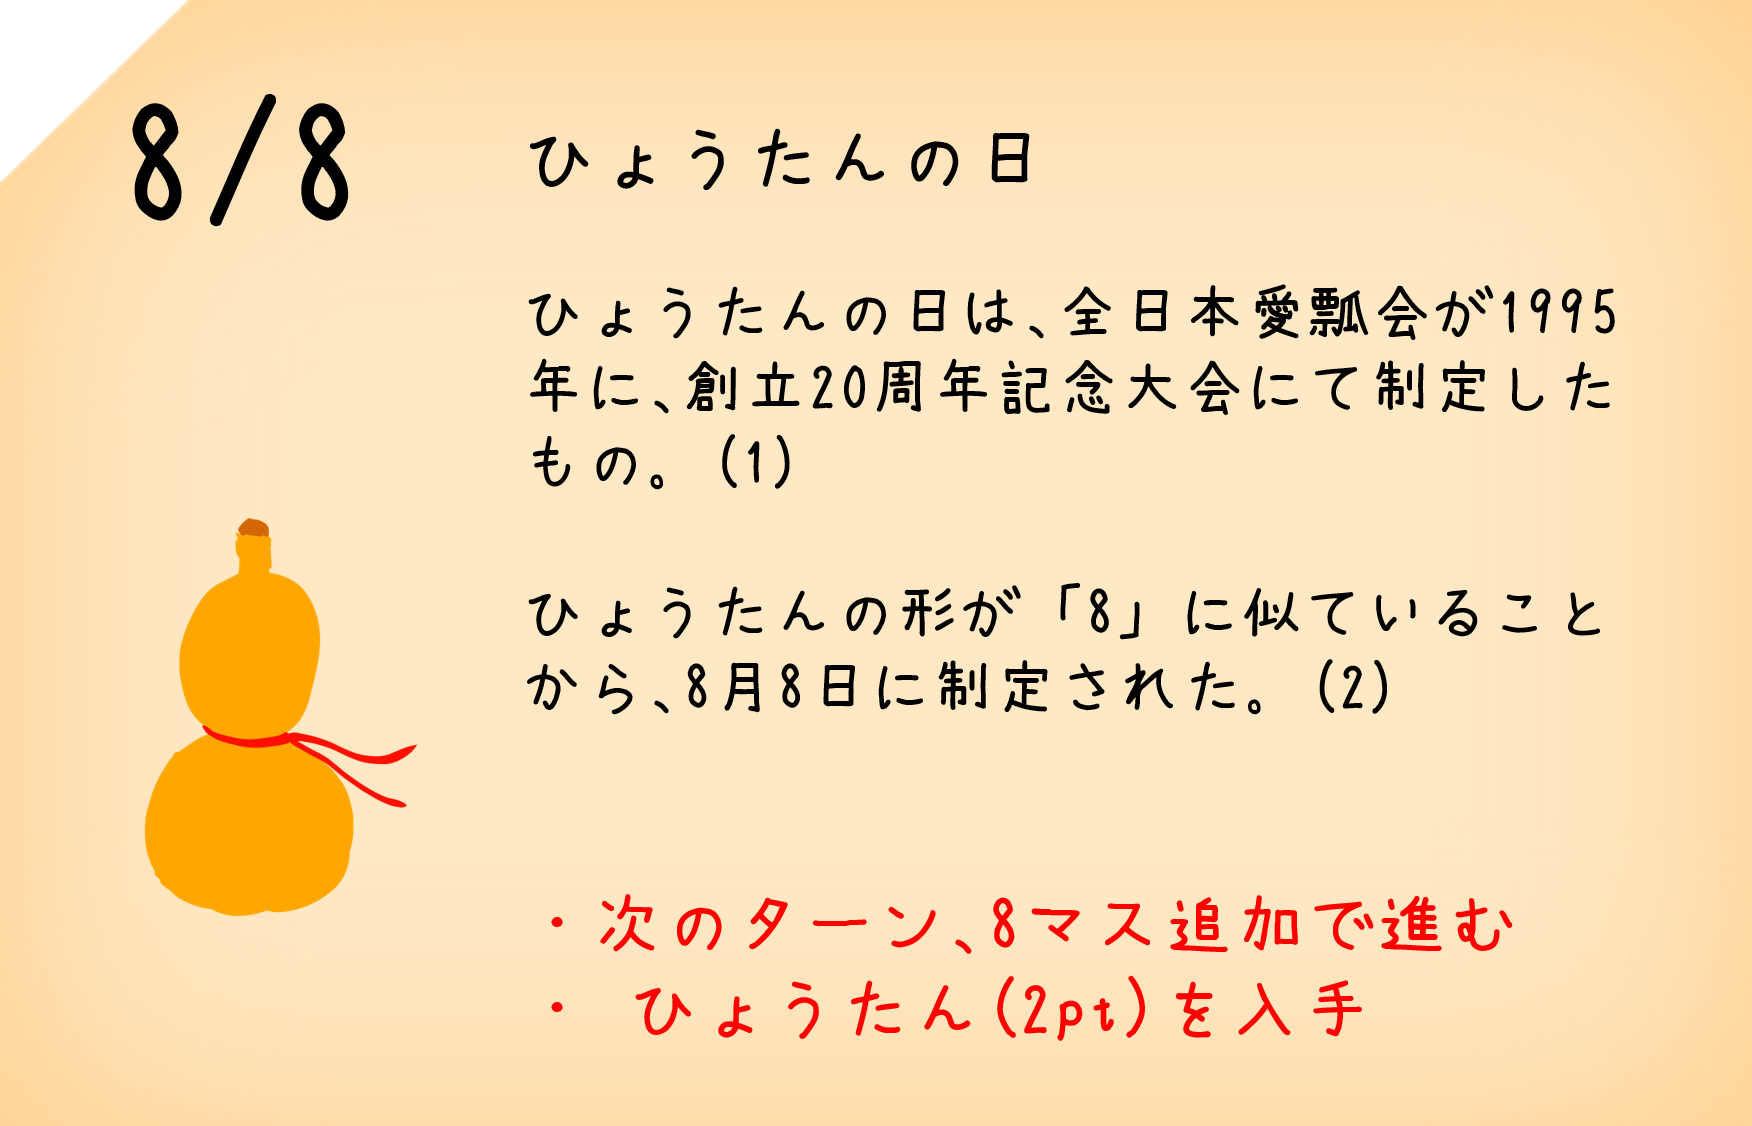 8/8
ひょうたんの日
ひょうたんの日は、全日本愛瓢会が1995
年に、創立20周年記念大会にて制定した
もの。(1)
ひょうたんの形が「8」に似ていること
から、8月8日に制定された。(2)
・次のターン、8マス追加で進む
・ ひょうたん(2pt)を入手